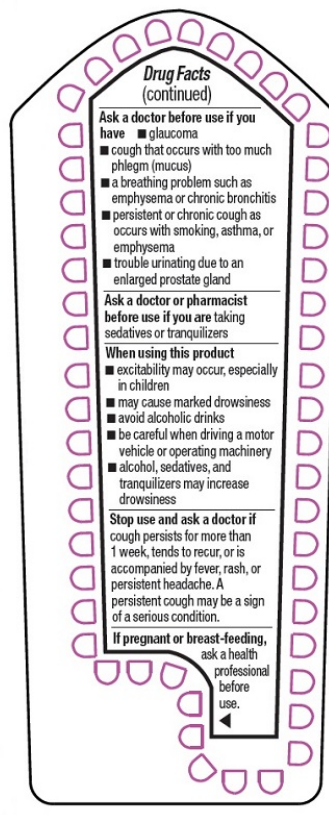 Drug Facts
(continued)
Ask a doctor before use if you
have ■ glaucoma
■ cough that occurs with too much
phlegm (mucus)
■ a breathing problem such as
emphysema or chronic bronchitis
■ persistent or chronic cough as
occurs with smoking, asthma, or
emphysema
■ trouble urinating due to an
enlarged prostate gland
Ask a doctor or pharmacist
before use if you are taking
sedatives or tranquilizers
When using this product
■ excitability may occur, especially
in children
■ may cause marked drowsiness
■ avoid alcoholic drinks
■ be careful when driving a motor
vehicle or operating machinery
■ alcohol, sedatives, and
tranquilizers may increase
drowsiness
Stop use and ask a doctor if
cough persists for more than
1 week, tends to recur, or is
accompanied by fever, rash, or
persistent headache. A
persistent cough may be a sign
of a serious condition.
If pregnant or breast-feeding,
ask a health
professional
before
use.